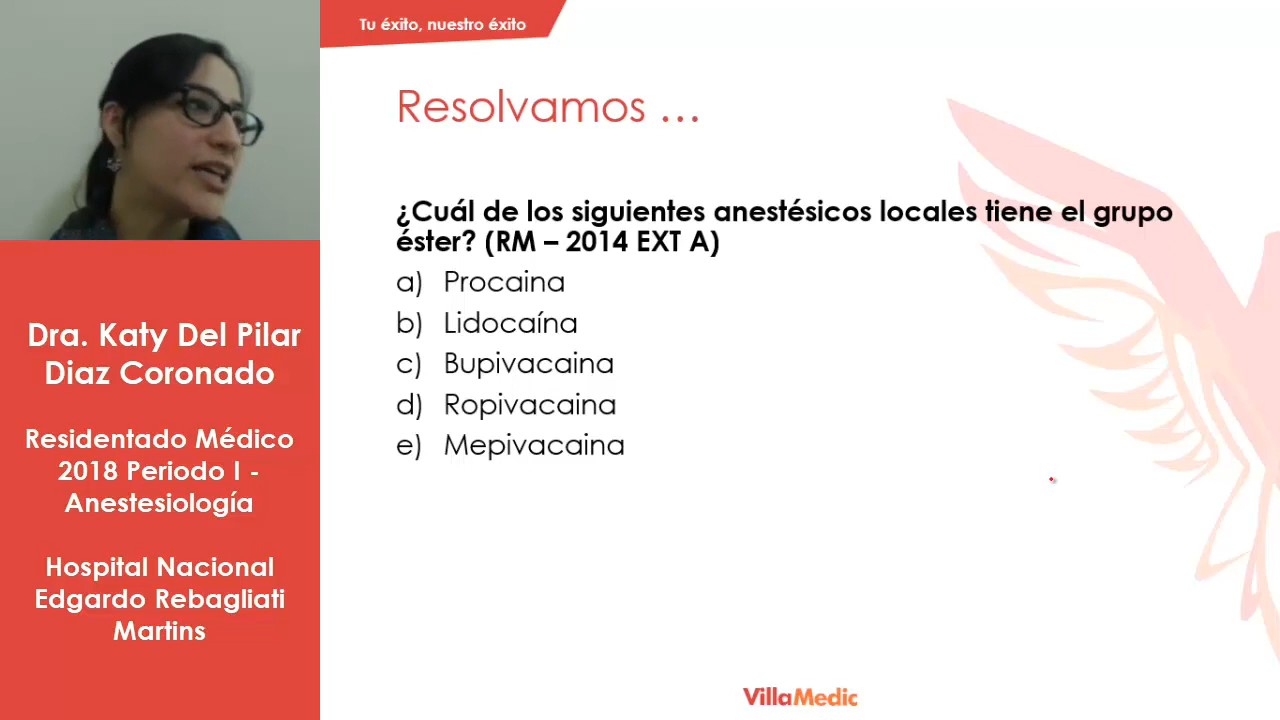 Tu éxito, nuestro éxito
Resolvamos ...
¿Cuál de los siguientes anestésicos locales tiene el grupo
éster? (RM – 2014 EXT A)
a) Procaina
b) Lidocaína
c) Bupivacaina
d) Ropivacaina
e) Mepivacaina
Dra. Katy Del Pilar
Diaz Coronado
Residentado Médico
2018 Periodo I -
Anestesiología
Hospital Nacional
Edgardo Rebagliati
Martins
VillaMedic